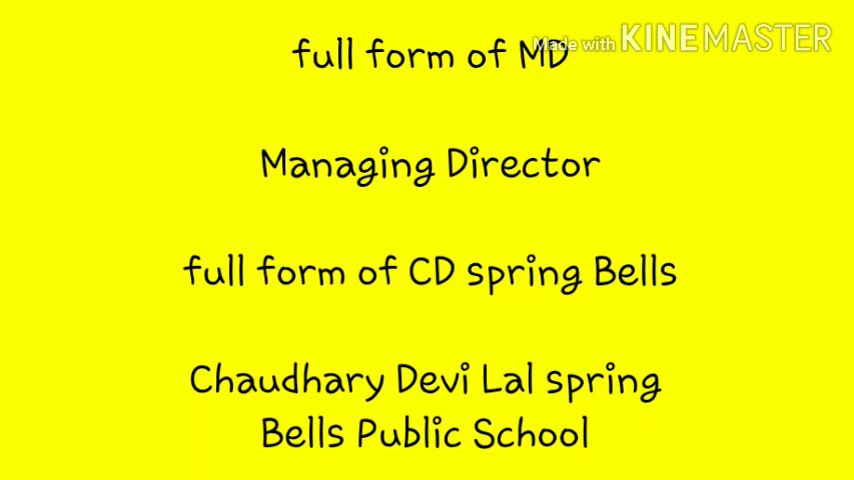 full form of MD
Made with KINEMASTER
Managing Director
full form of CD spring Bells
Chaudhary Devi Lal spring
Bells Public School